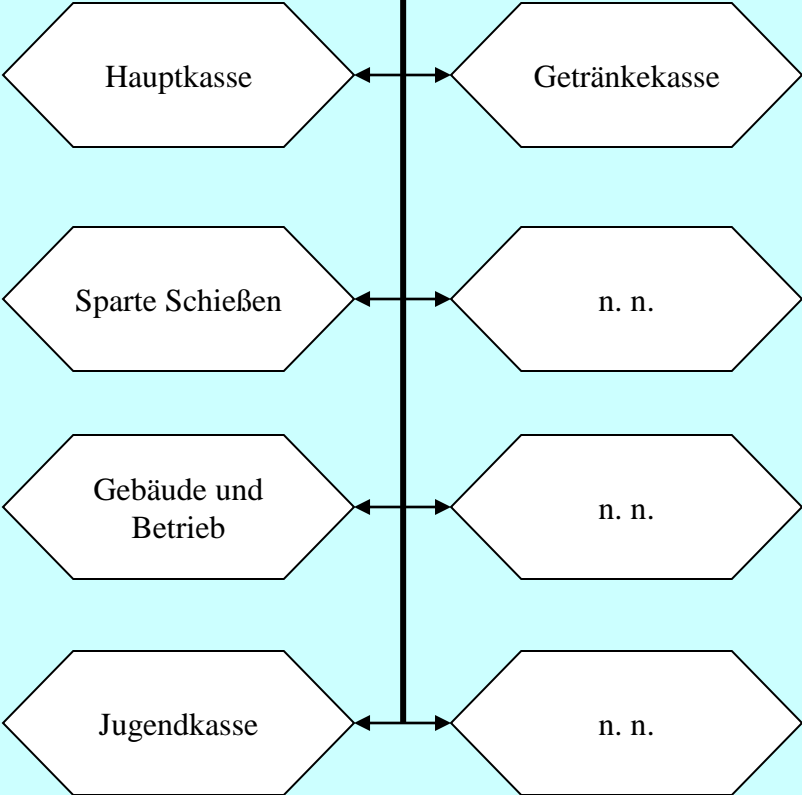 Hauptkasse
Getränkekasse
Sparte Schießen
n. n.
Gebäude und
Betrieb
n. n.
Jugendkasse
n. n.